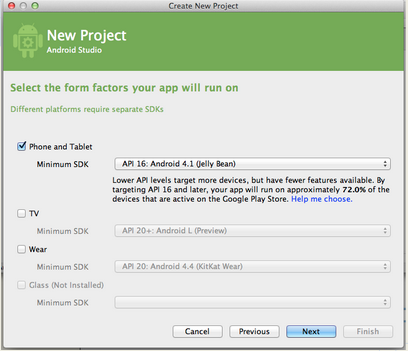 Create New Project
New Project
Android Studio
Select the form factors your app will run on
Different platforms require separate SDKs
Phone and Tablet
Minimum SDK
API 16: Android 4.1 (Jelly Bean)
Lower API levels target more devices, but have fewer features available. By
targeting API 16 and later, your app will run on approximately 72.0% of the
devices that are active on the Google Play Store. Help me choose.
TV
Minimum SDK
API 20+: Android L (Preview)
Wear
Minimum SDK
API 20: Android 4.4 (KitKat Wear)
Glass (Not Installed)
Minimum SDK
Cancel
Previous
Next
Finish